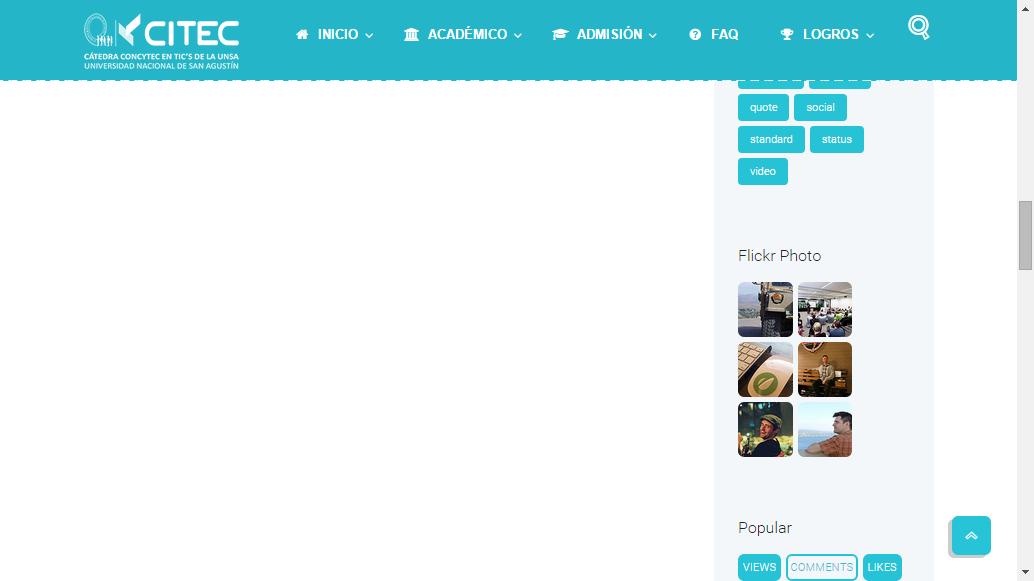 CITEC
CÁTEDRA CONCYTEC EN TIC'S DE LA UNSA
UNIVERSIDAD NACIONAL DE SAN AGUSTÍN
INICIO
ACADÉMICO
ADMISIÓN
FAQ
LOGROS
quote
social
standard
status
video
Flickr Photo
Popular
VIEWS
COMMENTS
LIKES